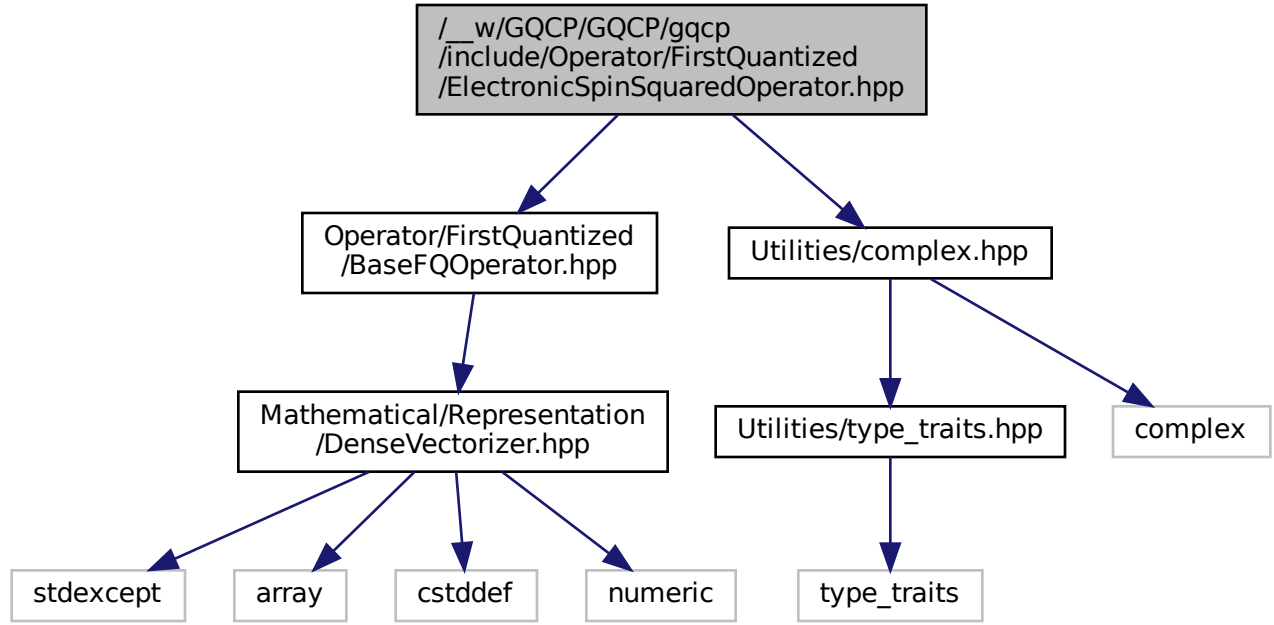 /__w/GQCP/GQCP/gqcp
/include/Operator/FirstQuantized
/ElectronicSpinSquaredOperator.hpp
Operator/FirstQuantized
/BaseFQOperator.hpp
Utilities/complex.hpp
Mathematical/Representation
/DenseVectorizer.hpp
Utilities/type_traits.hpp
complex
stdexcept
array
cstddef
numeric
type_traits